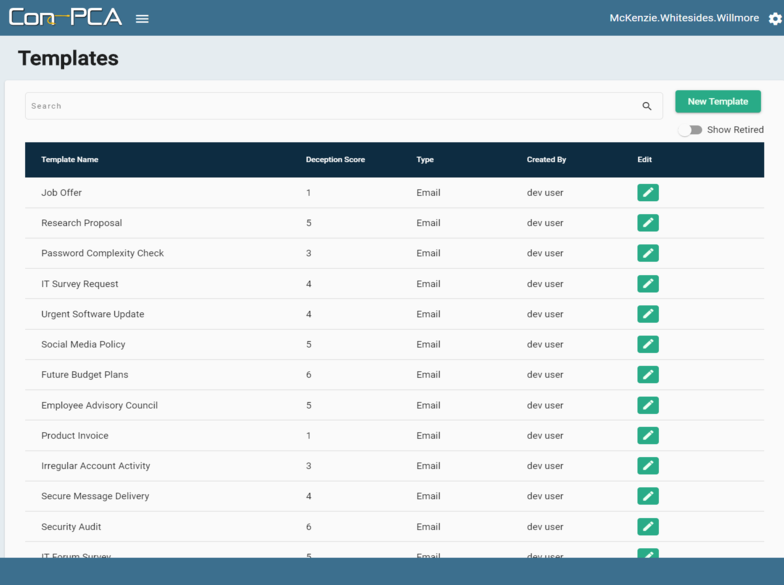 Con-PCA McKenzie.Whitesides.Willmore
Templates
Search New Template
Show Retired
Template Name Deception Score Type Created By Edit
Job Offer 1 Email dev user
Research Proposal 5 Email dev user
Password Complexity Check 3 Email dev user
IT Survey Request 4 Email dev user
Urgent Software Update 4 Email dev user
Social Media Policy 5 Email dev user
Future Budget Plans 6 Email dev user
Employee Advisory Council 5 Email dev user
Product Invoice 1 Email dev user
Irregular Account Activity 3 Email dev user
Secure Message Delivery 4 Email dev user
Security Audit 6 Email dev user
IT Forum Survey 5 Email dev user